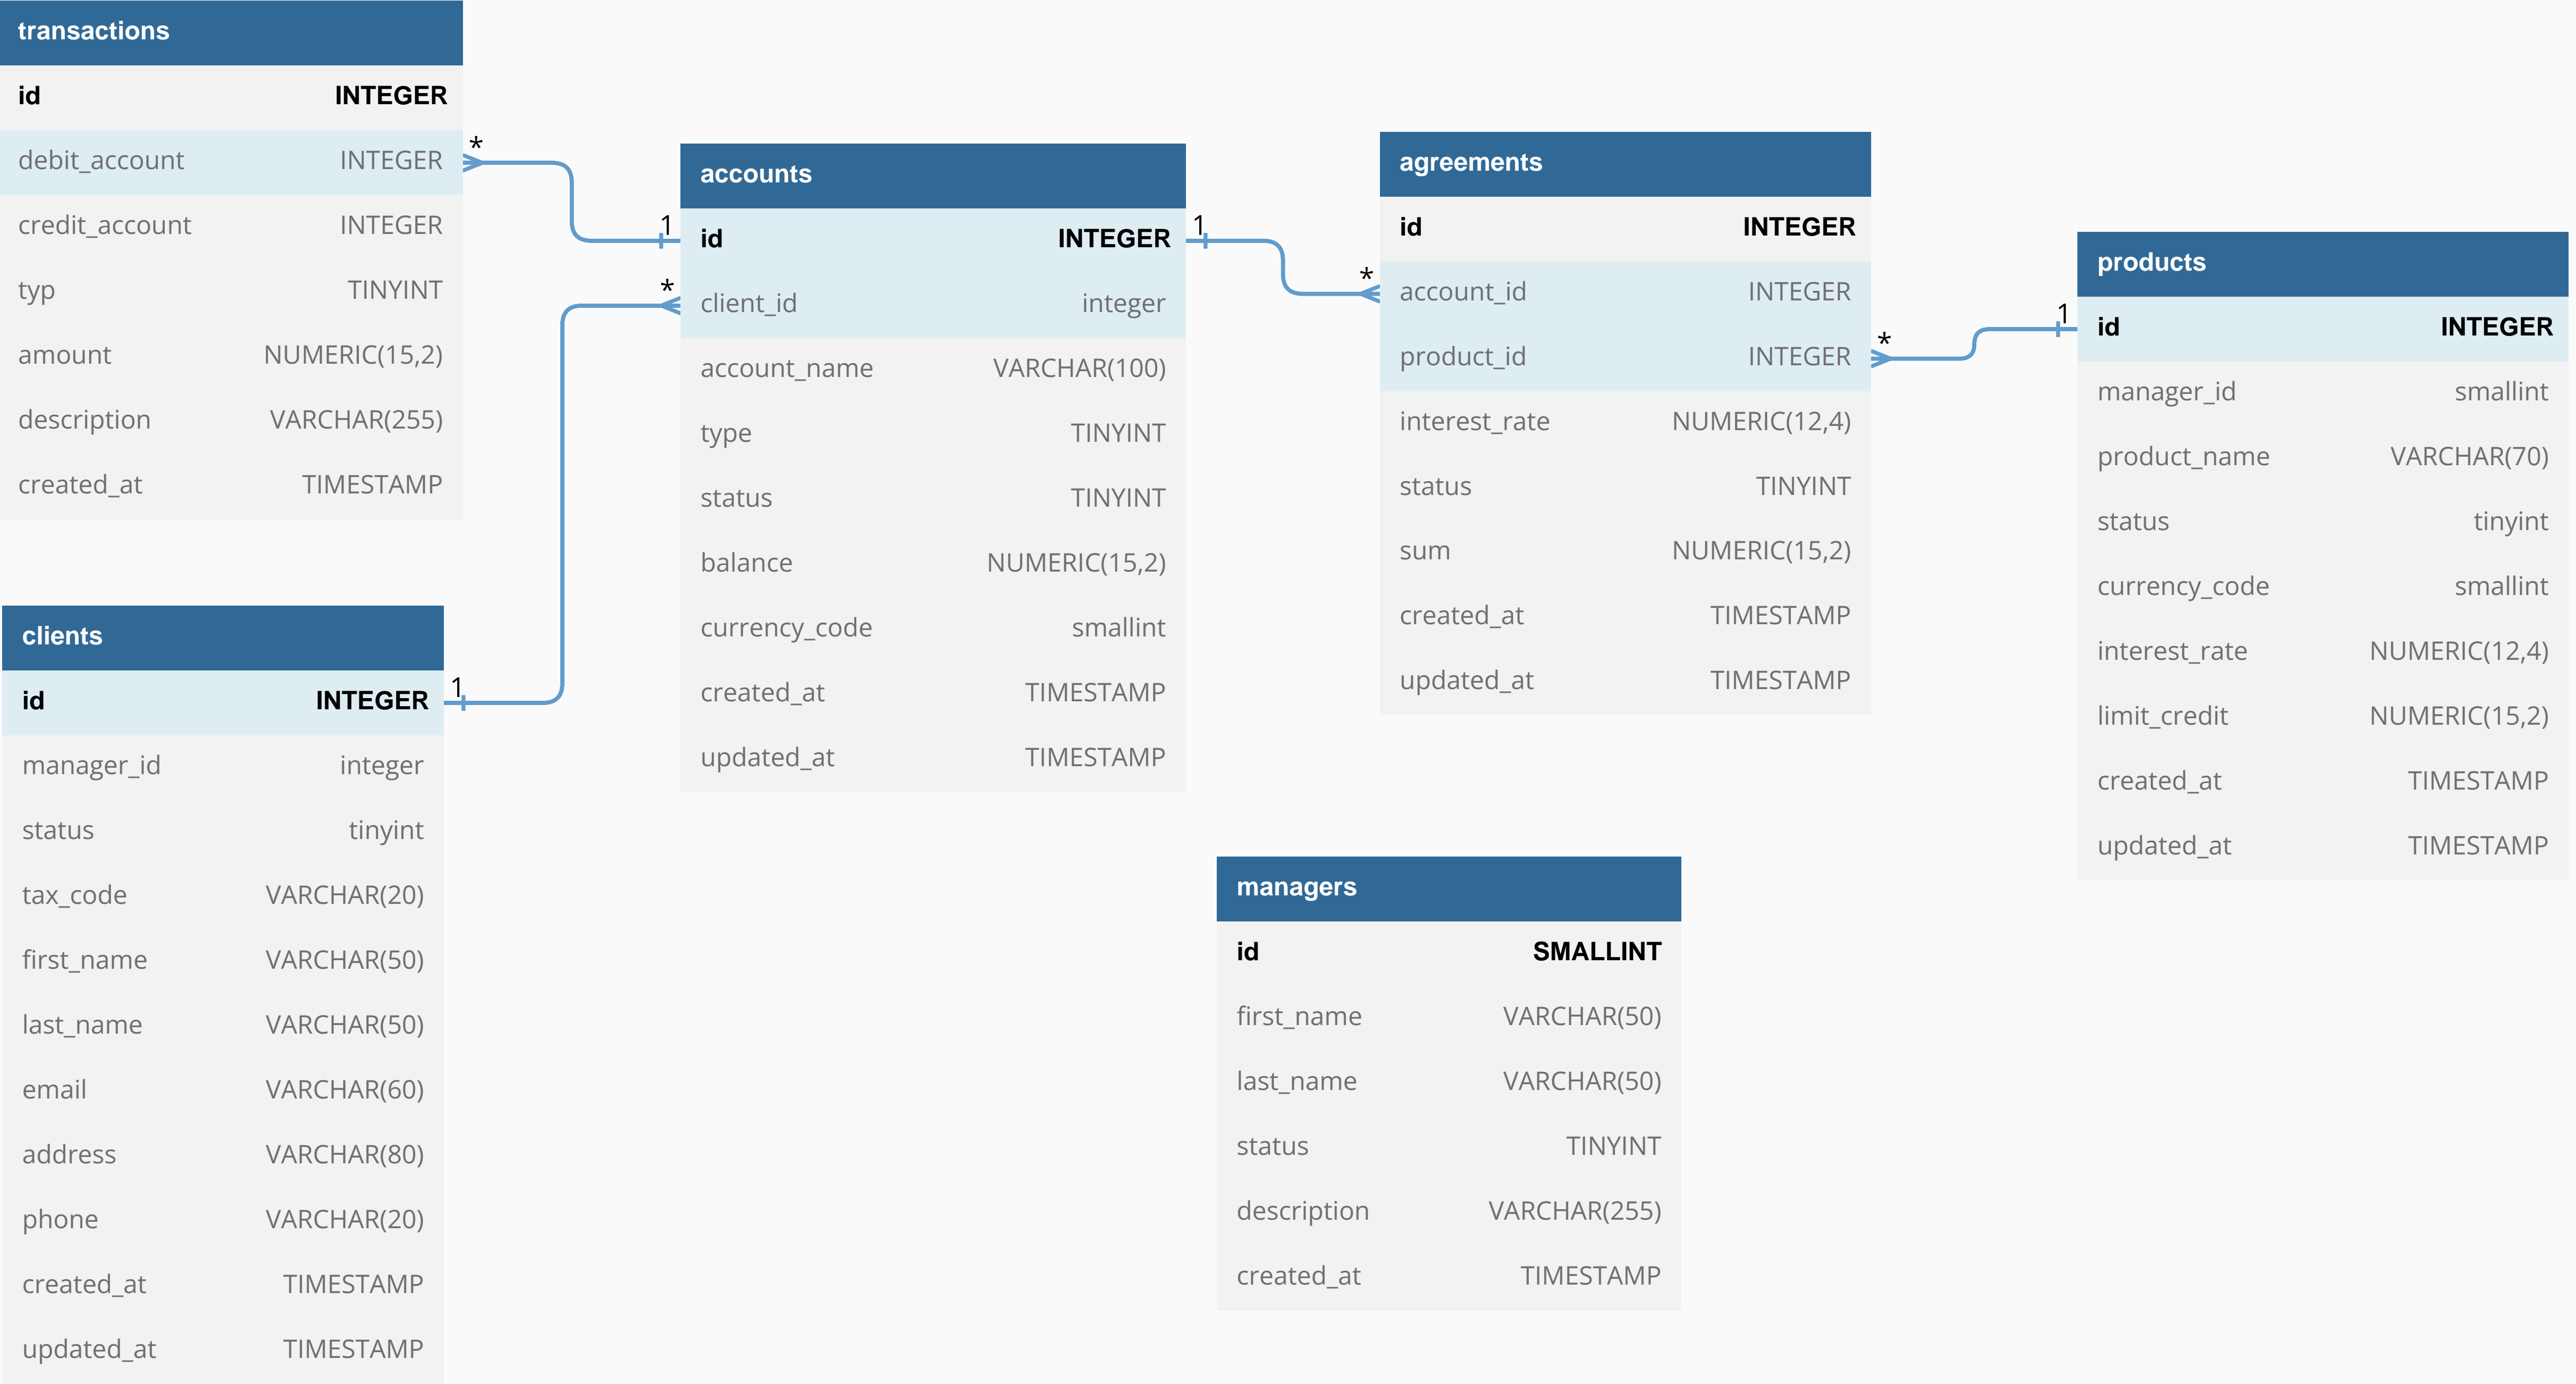 transactions
id INTEGER
* 
debit_account INTEGER
credit_account INTEGER
typ TINYINT
amount NUMERIC(15,2)
description VARCHAR(255)
created_at TIMESTAMP
clients
id INTEGER
1
manager_id integer
status tinyint
tax_code VARCHAR(20)
first_name VARCHAR(50)
last_name VARCHAR(50)
email VARCHAR(60)
address VARCHAR(80)
phone VARCHAR(20)
created_at TIMESTAMP
updated_at TIMESTAMP
accounts
1
id INTEGER
1
*
client_id integer
account_name VARCHAR(100)
type TINYINT
status TINYINT
balance NUMERIC(15,2)
currency_code smallint
created_at TIMESTAMP
updated_at TIMESTAMP
agreements
id INTEGER
*
account_id INTEGER
product_id INTEGER
*
interest_rate NUMERIC(12,4)
status TINYINT
sum NUMERIC(15,2)
created_at TIMESTAMP
updated_at TIMESTAMP
managers
id SMALLINT
first_name VARCHAR(50)
last_name VARCHAR(50)
status TINYINT
description VARCHAR(255)
created_at TIMESTAMP
products
1
id INTEGER
manager_id smallint
product_name VARCHAR(70)
status tinyint
currency_code smallint
interest_rate NUMERIC(12,4)
limit_credit NUMERIC(15,2)
created_at TIMESTAMP
updated_at TIMESTAMP